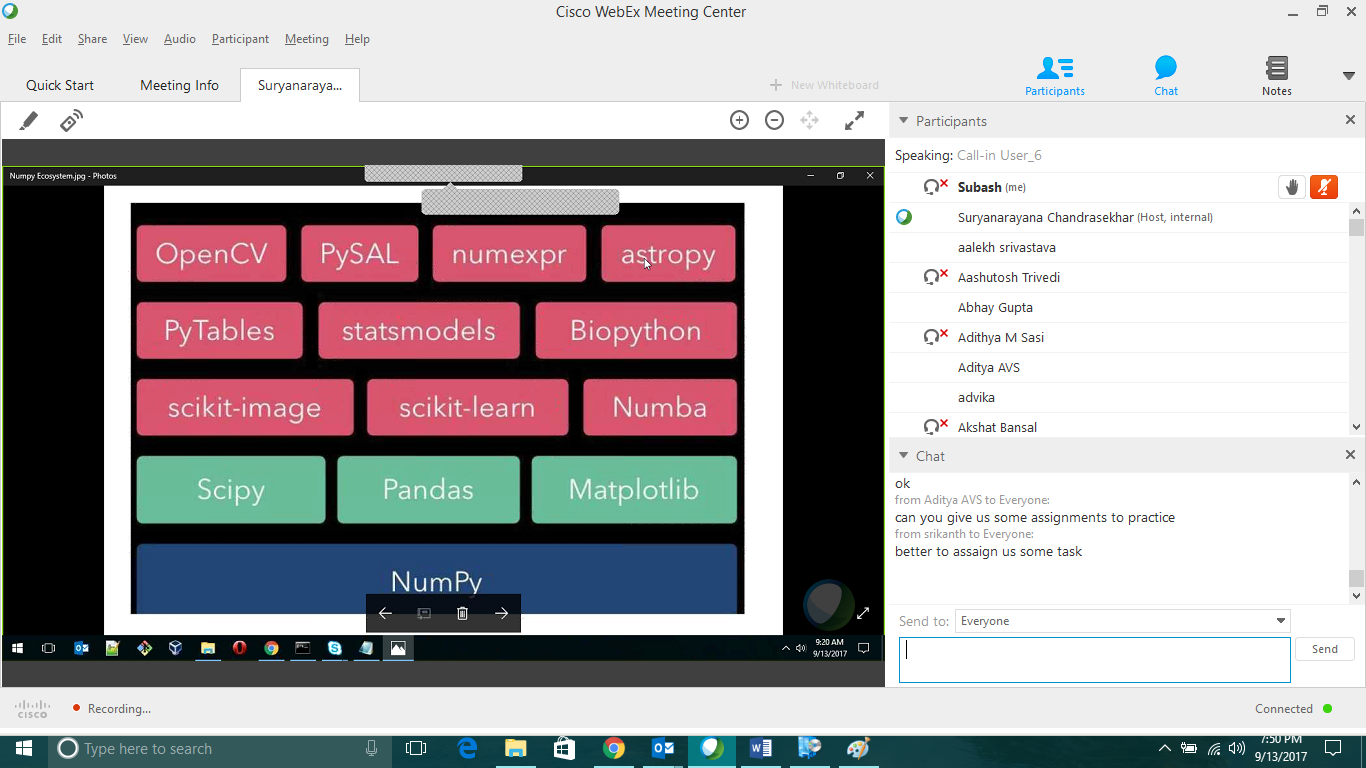 Cisco WebEx Meeting Center
File Edit Share View Audio Participant Meeting Help
Quick Start Meeting Info Suryanaraya... New Whiteboard
Participants Chat Notes
Numpy Ecosystem.jpg - Photos
OpenCV PySAL numexpr astropy
PyTables statsmodels Biopython
scikit-image scikit-learn Numba
Scipy Pandas Matplotlib
NumPy
9:20 AM
9/13/2017
Participants
Speaking: Call-in User_6
Subash (me)
Suryanarayana Chandrasekhar (Host, internal)
aalekh srivastava
Aashutosh Trivedi
Abhay Gupta
Adithya M Sasi
Aditya AVS
advika
Akshat Bansal
Chat
ok
from Aditya AVS to Everyone:
can you give us some assignments to practice
from srikanth to Everyone:
better to assaign us some task
Send to: Everyone
Send
cisco Recording... Connected
Type here to search
7:50 PM
9/13/2017